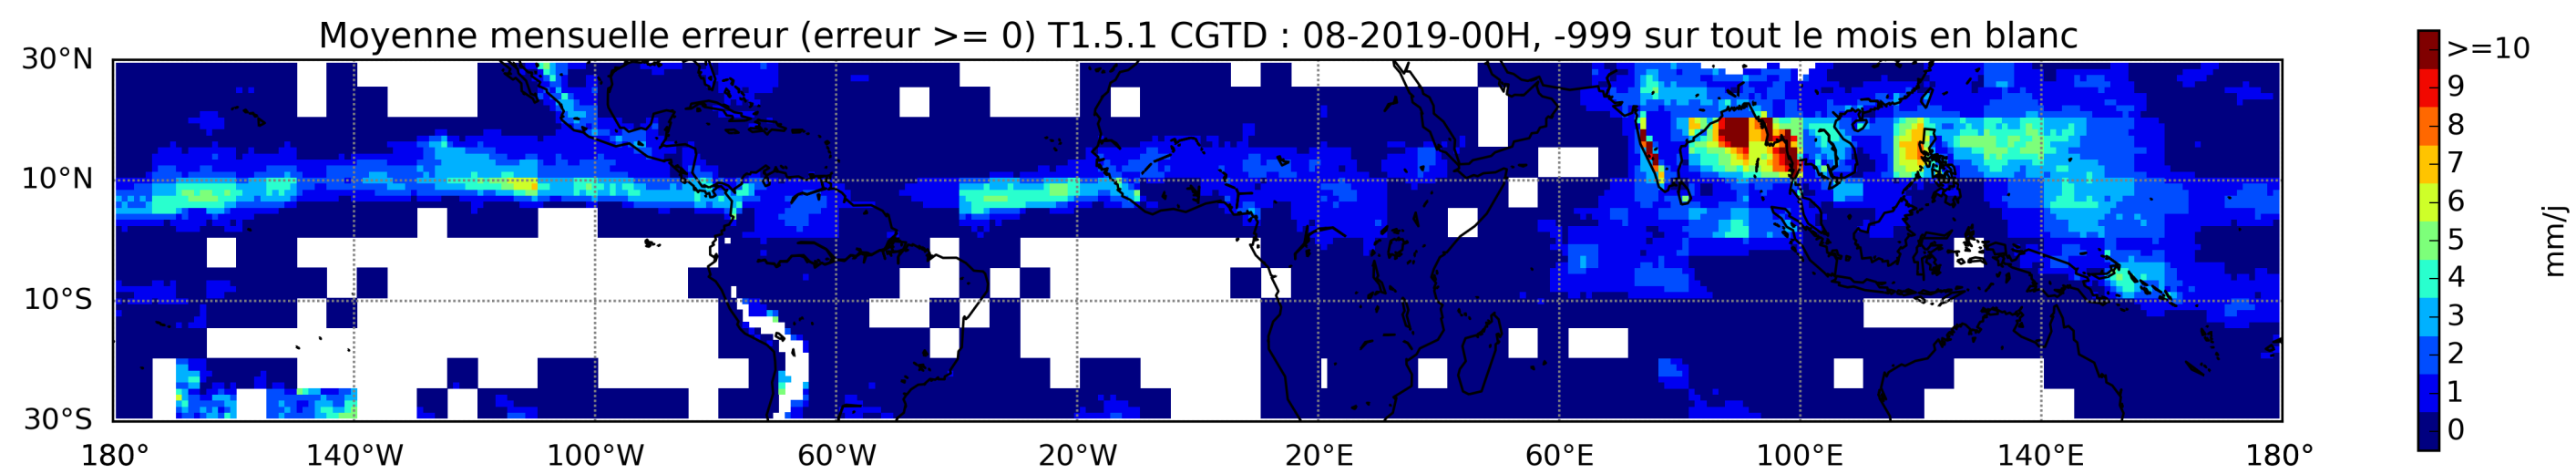 Moyenne mensuelle erreur (erreur >= 0) T1.5.1 CGTD : 08-2019-00H, -999 sur tout le mois en blanc
30°N
10°N
10°S
30°S
180° 140°W 100°W 60°W 20°W 20°E 60°E 100°E 140°E 180°
>=10
9
8
7
6
5
4
3
2
1
0
mm/j